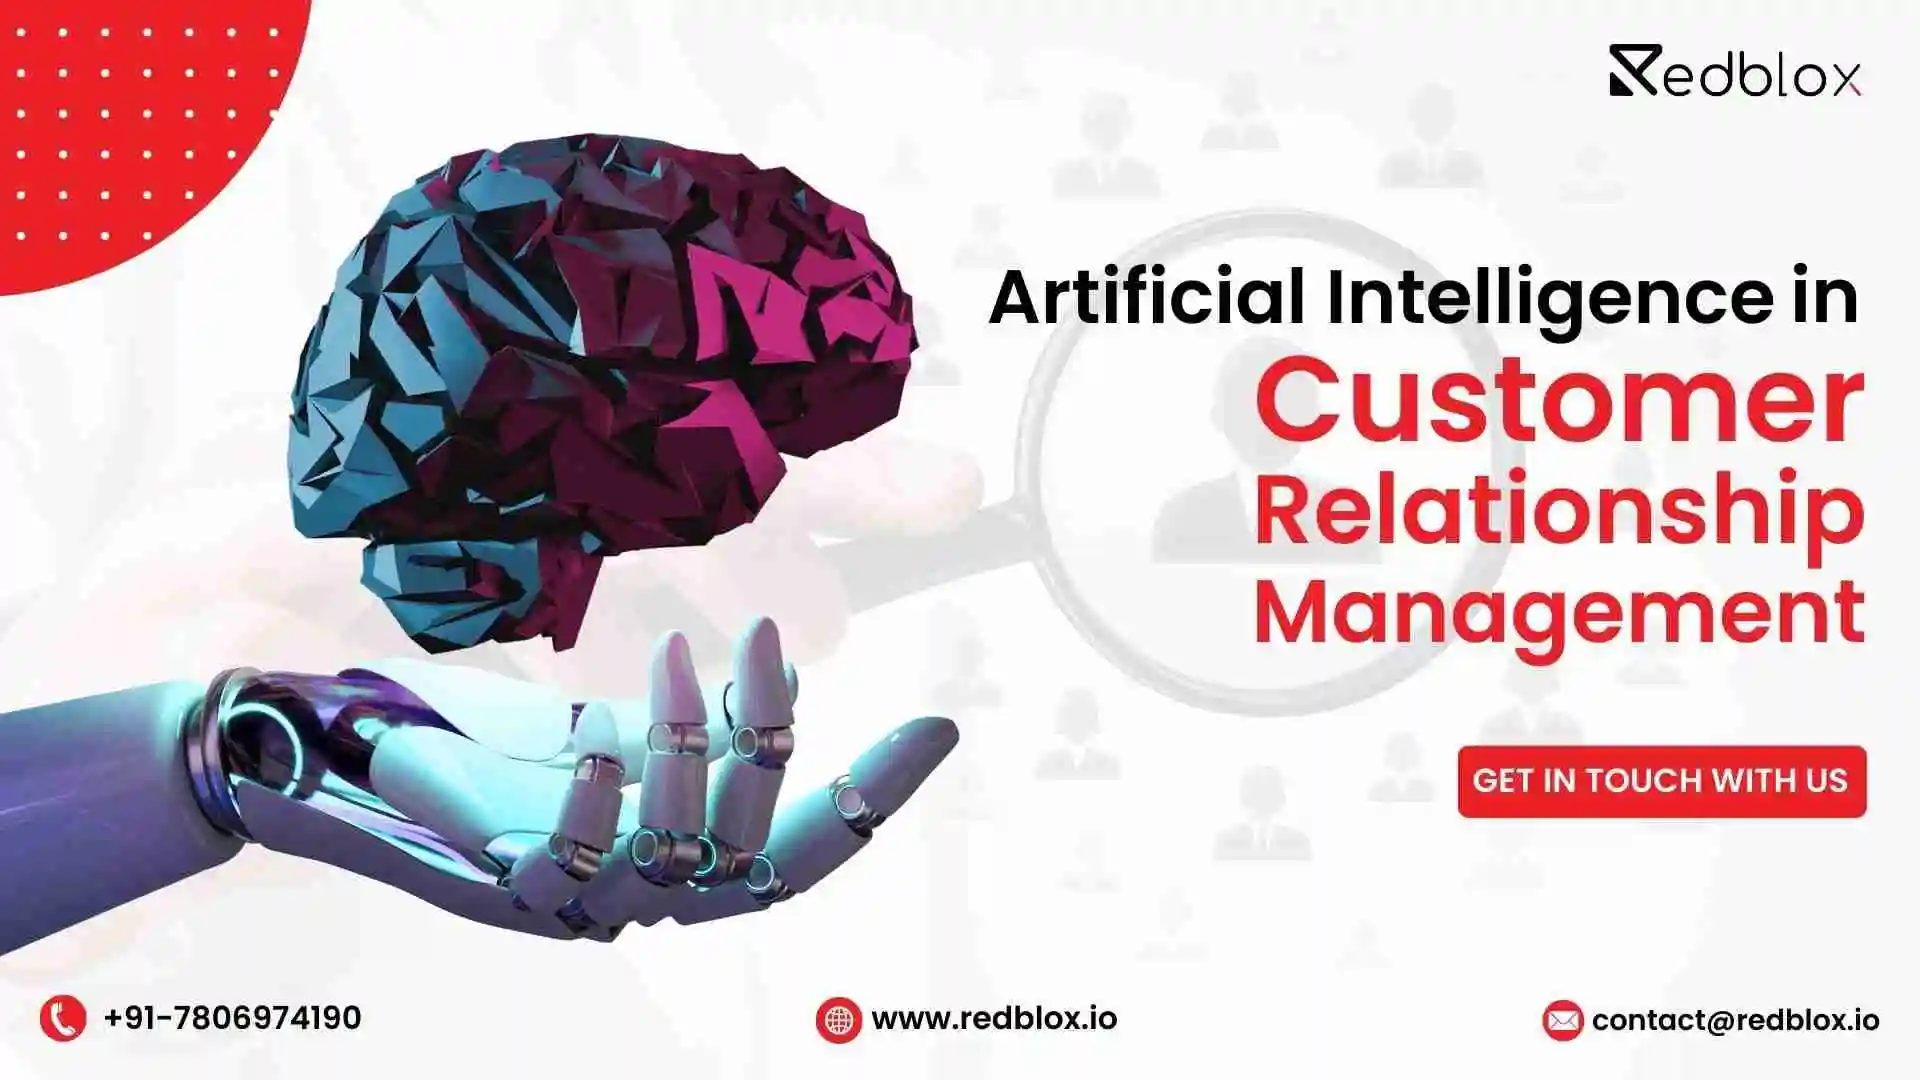 Redblox
Artificial Intelligence in
Customer
Relationship
Management
GET IN TOUCH WITH US
+91-7806974190
www.redblox.io
contact@redblox.io